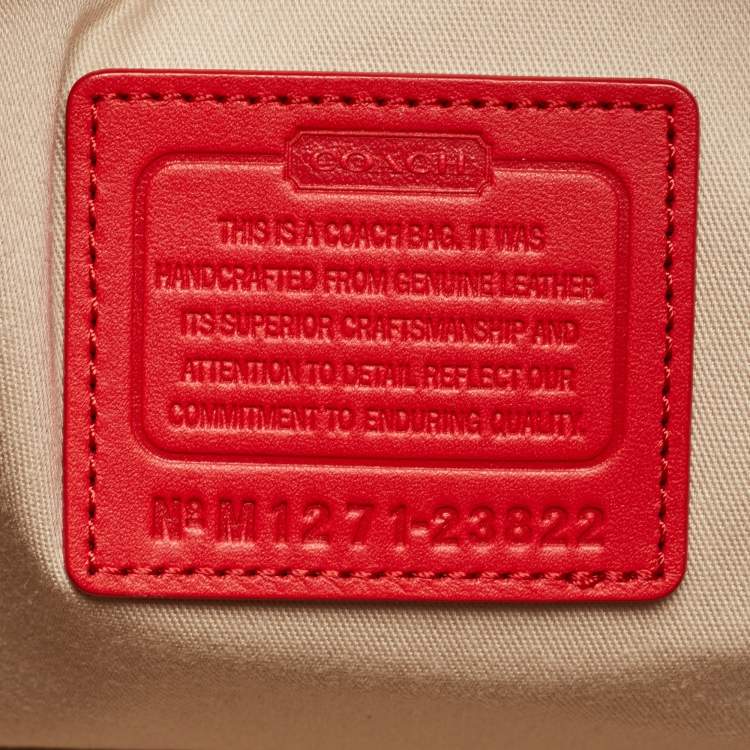 COACH
THIS IS A COACH BAG. IT WAS
HANDCRAFTED FROM GENUINE LEATHER.
ITS SUPERIOR CRAFTSMANSHIP AND
ATTENTION TO DETAIL REFLECT OUR
COMMITMENT TO ENDURING QUALITY.
Nº M1271-23822